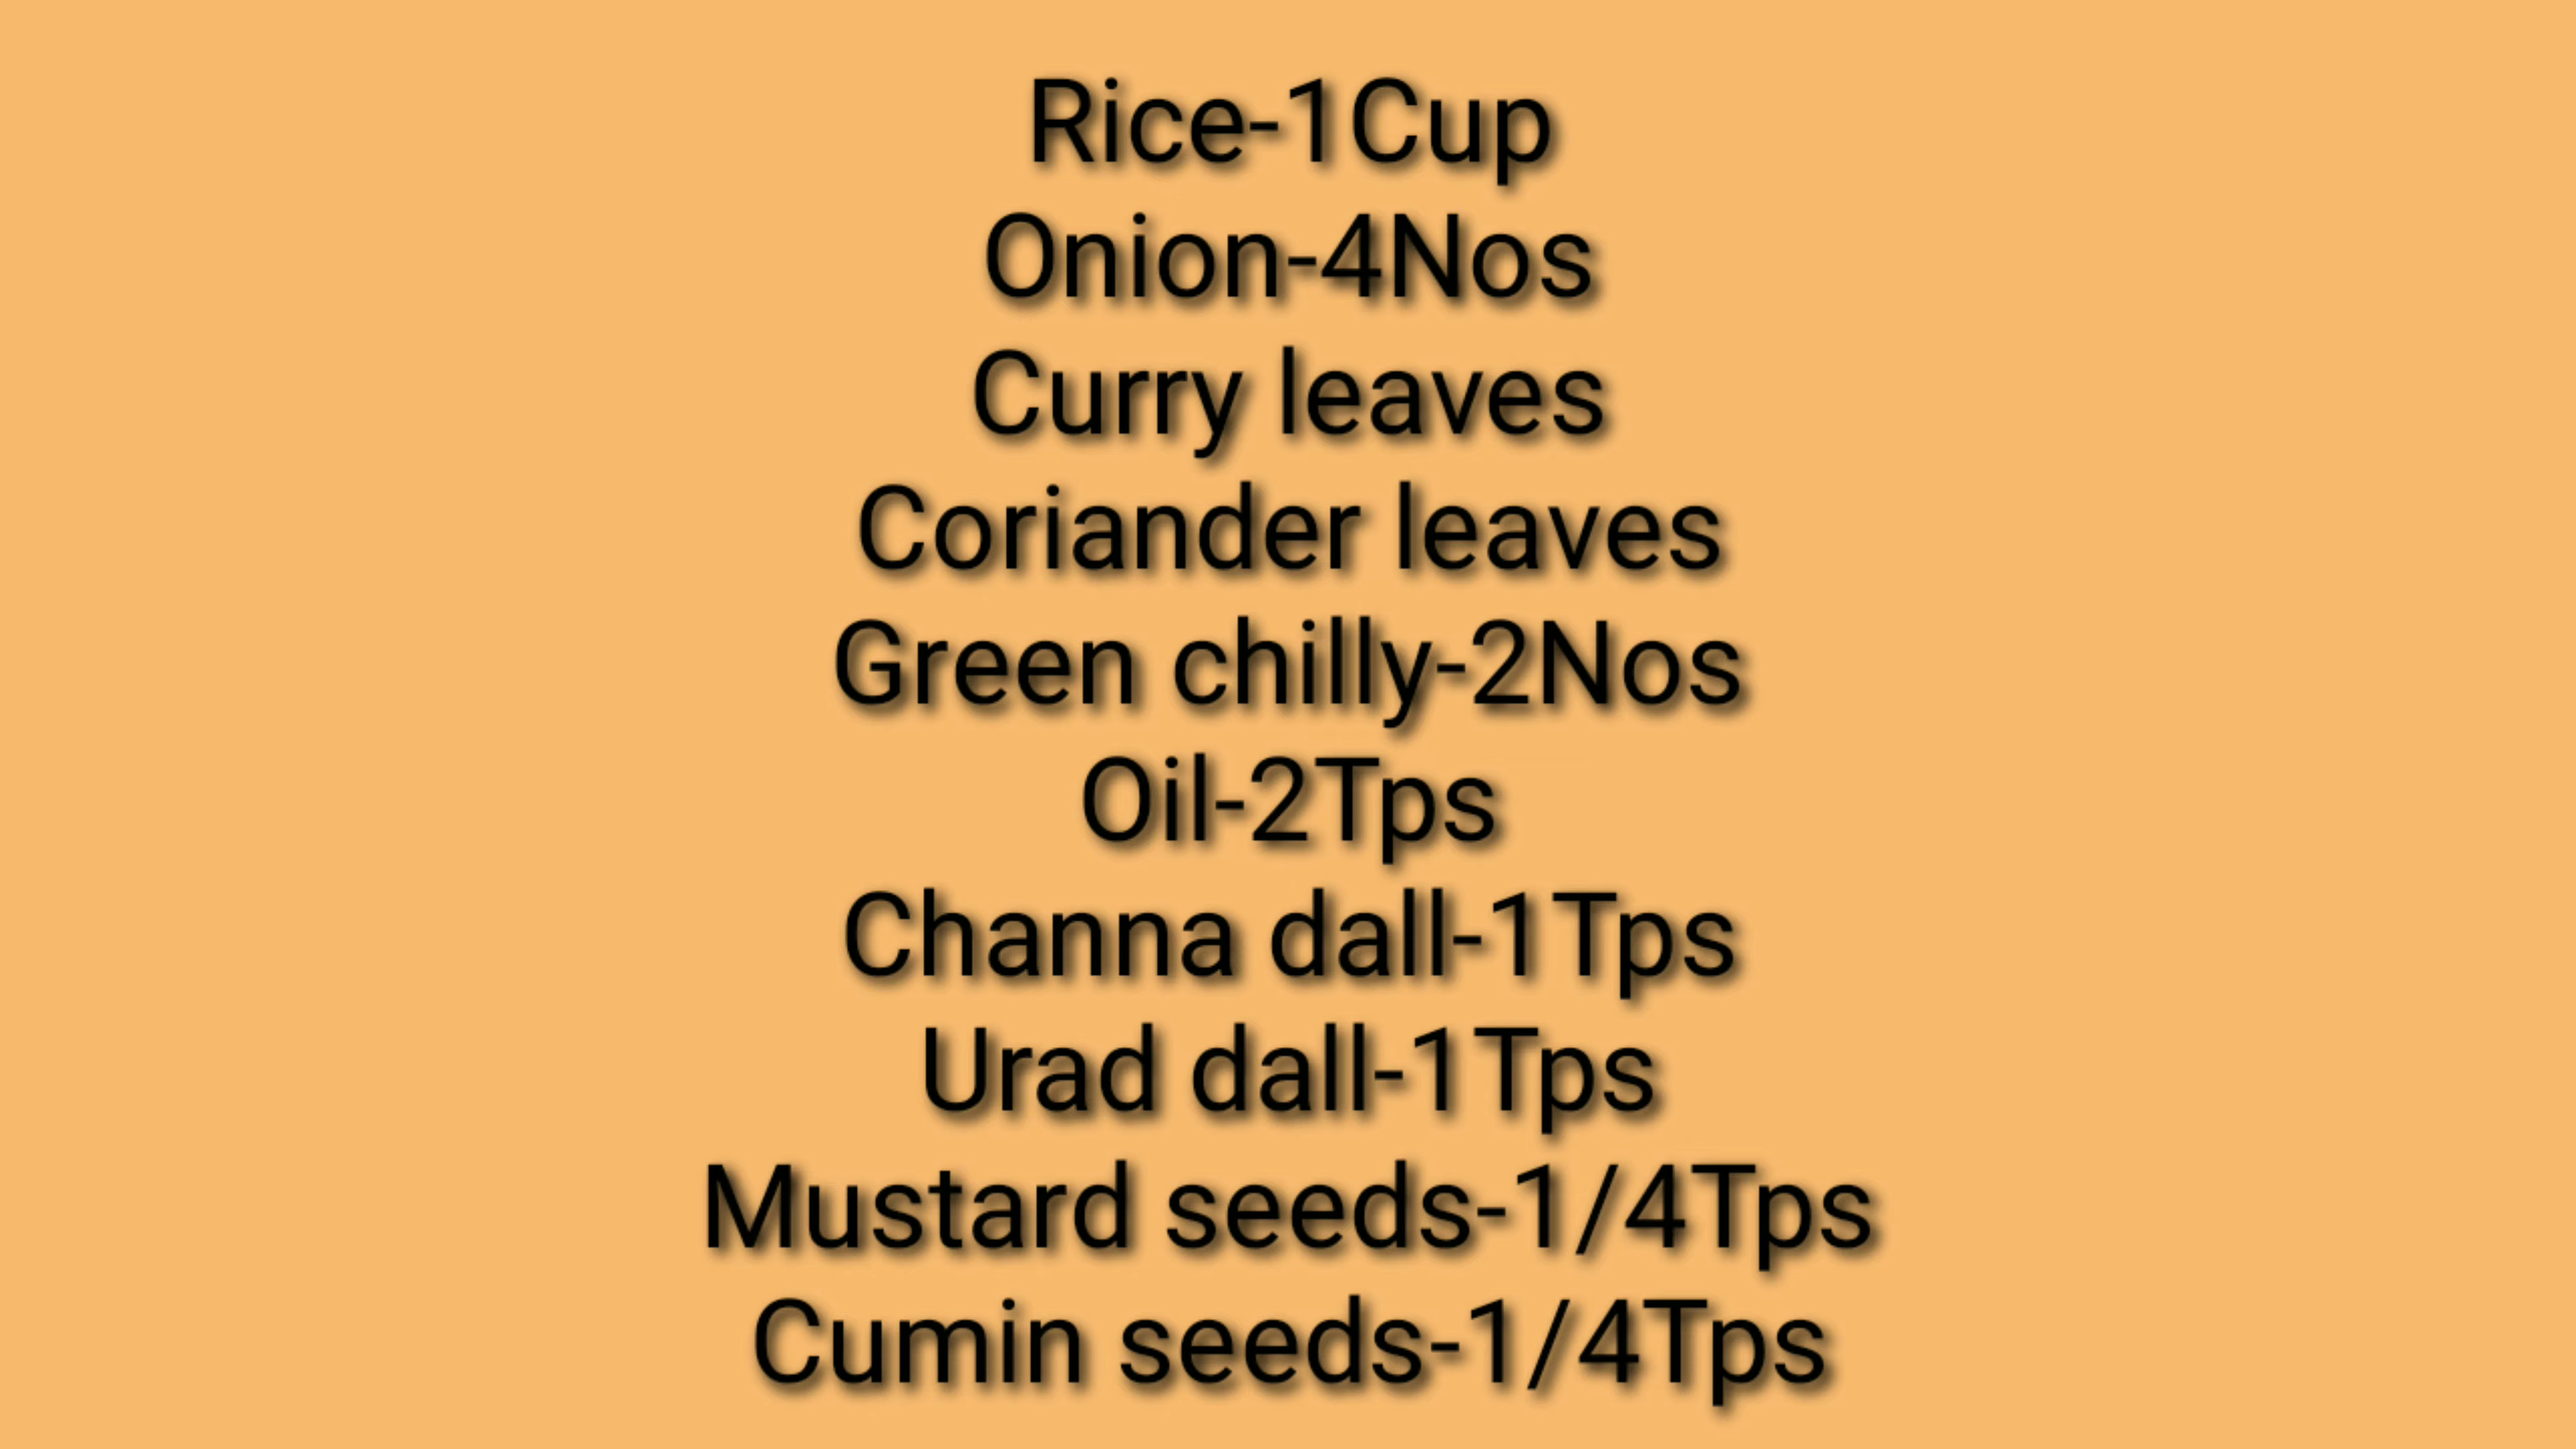 Rice-1Cup
Onion-4Nos
Curry leaves
Coriander leaves
Green chilly-2Nos
Oil-2Tps
Channa dall-1Tps
Urad dall-1Tps
Mustard seeds-1/4Tps
Cumin seeds-1/4Tps